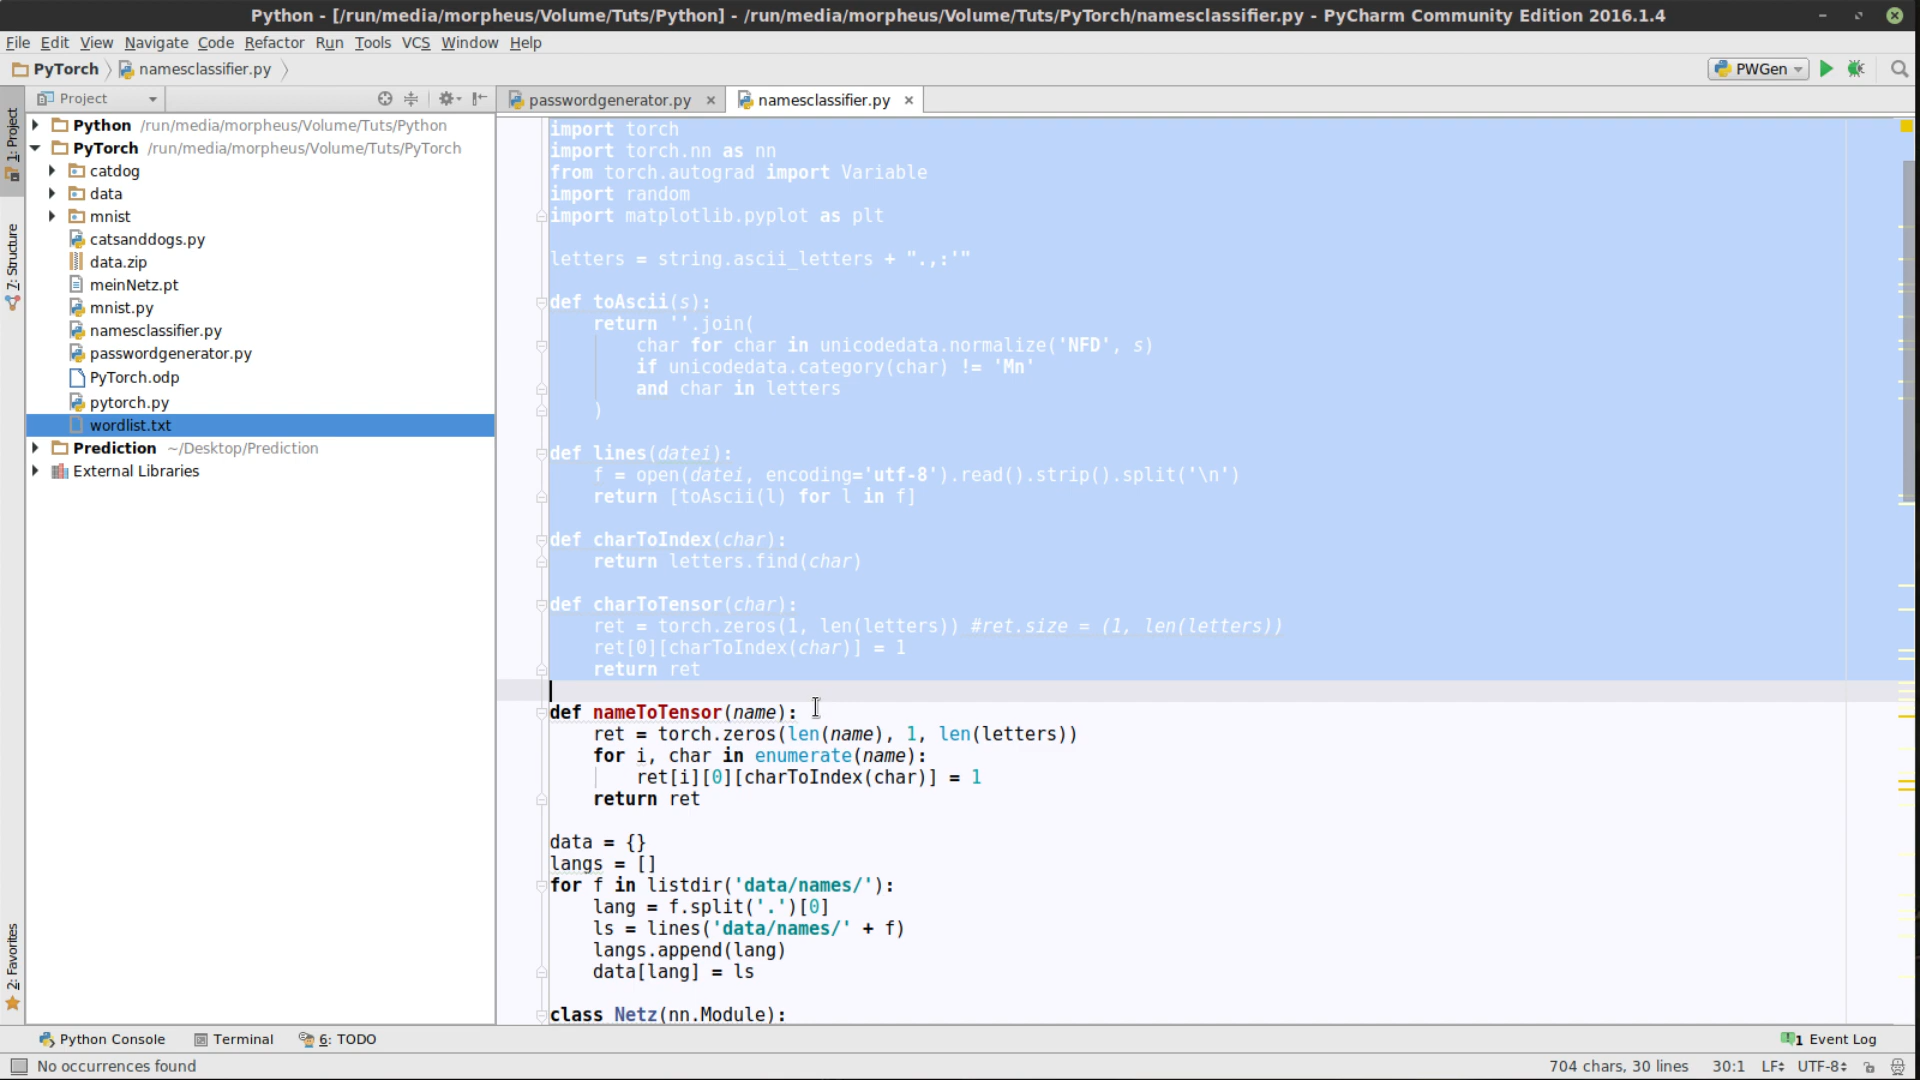 Python - [/run/media/morpheus/Volume/Tuts/Python] - /run/media/morpheus/Volume/Tuts/PyTorch/namesclassifier.py - PyCharm Community Edition 2016.1.4
File Edit View Navigate Code Refactor Run Tools VCS Window Help
PyTorch namesclassifier.py PWGen
Project
passwordgenerator.py namesclassifier.py
1: Project
7: Structure
2: Favorites
Python /run/media/morpheus/Volume/Tuts/Python
PyTorch /run/media/morpheus/Volume/Tuts/PyTorch
catdog
data
mnist
catsanddogs.py
data.zip
meinNetz.pt
mnist.py
namesclassifier.py
passwordgenerator.py
PyTorch.odp
pytorch.py
wordlist.txt
Prediction ~/Desktop/Prediction
External Libraries
import torch
import torch.nn as nn
from torch.autograd import Variable
import random
import matplotlib.pyplot as plt
letters = string.ascii_letters + ".,:'"
def toAscii(s):
return ''.join(
char for char in unicodedata.normalize('NFD', s)
if unicodedata.category(char) != 'Mn'
and char in letters
)
def lines(datei):
f = open(datei, encoding='utf-8').read().strip().split('\n')
return [toAscii(l) for l in f]
def charToIndex(char):
return letters.find(char)
def charToTensor(char):
ret = torch.zeros(1, len(letters)) #ret.size = (1, len(letters))
ret[0][charToIndex(char)] = 1
return ret
def nameToTensor(name):
ret = torch.zeros(len(name), 1, len(letters))
for i, char in enumerate(name):
ret[i][0][charToIndex(char)] = 1
return ret
data = {}
langs = []
for f in listdir('data/names/'):
lang = f.split('.')[0]
ls = lines('data/names/' + f)
langs.append(lang)
data[lang] = ls
class Netz(nn.Module):
Python Console Terminal 6: TODO 1 Event Log
No occurrences found 704 chars, 30 lines 30:1 LF UTF-8